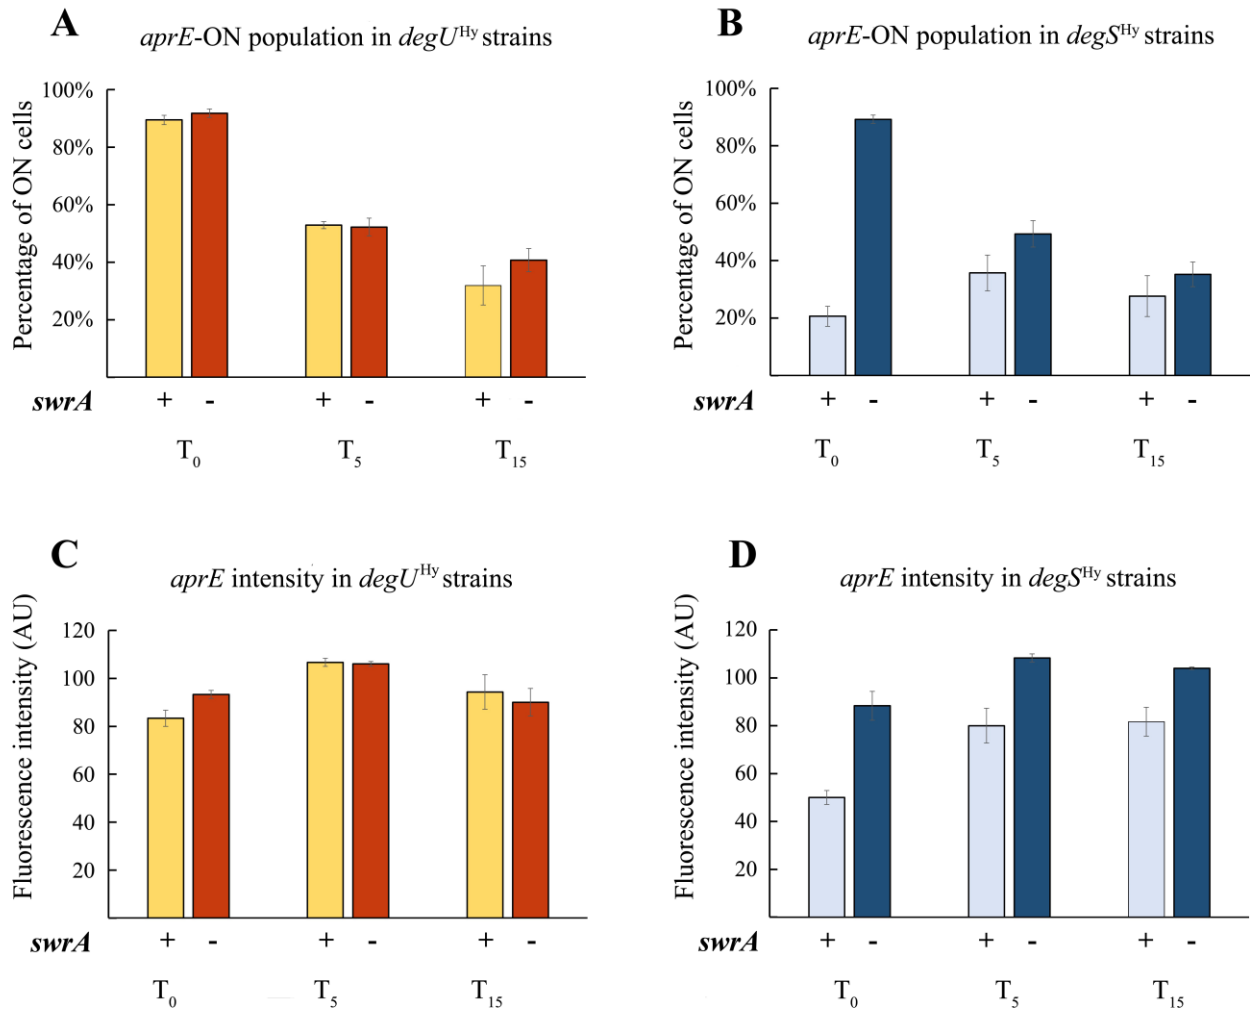 A
aprE-ON population in degU^Hy strains
Percentage of ON cells
100%
80%
60%
40%
20%
swrA + - + - + -
T₀ T₅ T₁₅
B
aprE-ON population in degS^Hy strains
Percentage of ON cells
100%
80%
60%
40%
20%
swrA + - + - + -
T₀ T₅ T₁₅
C
aprE intensity in degU^Hy strains
Fluorescence intensity (AU)
120
100
80
60
40
20
swrA + - + - + -
T₀ T₅ T₁₅
D
aprE intensity in degS^Hy strains
Fluorescence intensity (AU)
120
100
80
60
40
20
swrA + - + - + -
T₀ T₅ T₁₅